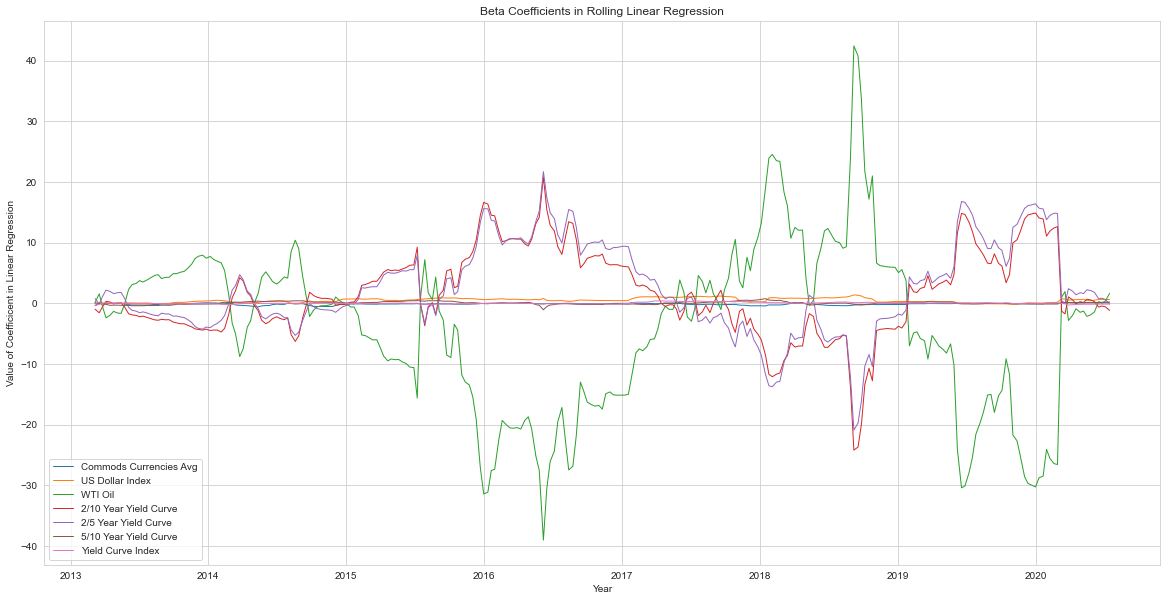 Beta Coefficients in Rolling Linear Regression
Value of Coefficient in Linear Regression
40
30
20
10
0
−10
−20
−30
−40
Commods Currencies Avg
US Dollar Index
WTI Oil
2/10 Year Yield Curve
2/5 Year Yield Curve
5/10 Year Yield Curve
Yield Curve Index
2013 2014 2015 2016 2017 2018 2019 2020
Year